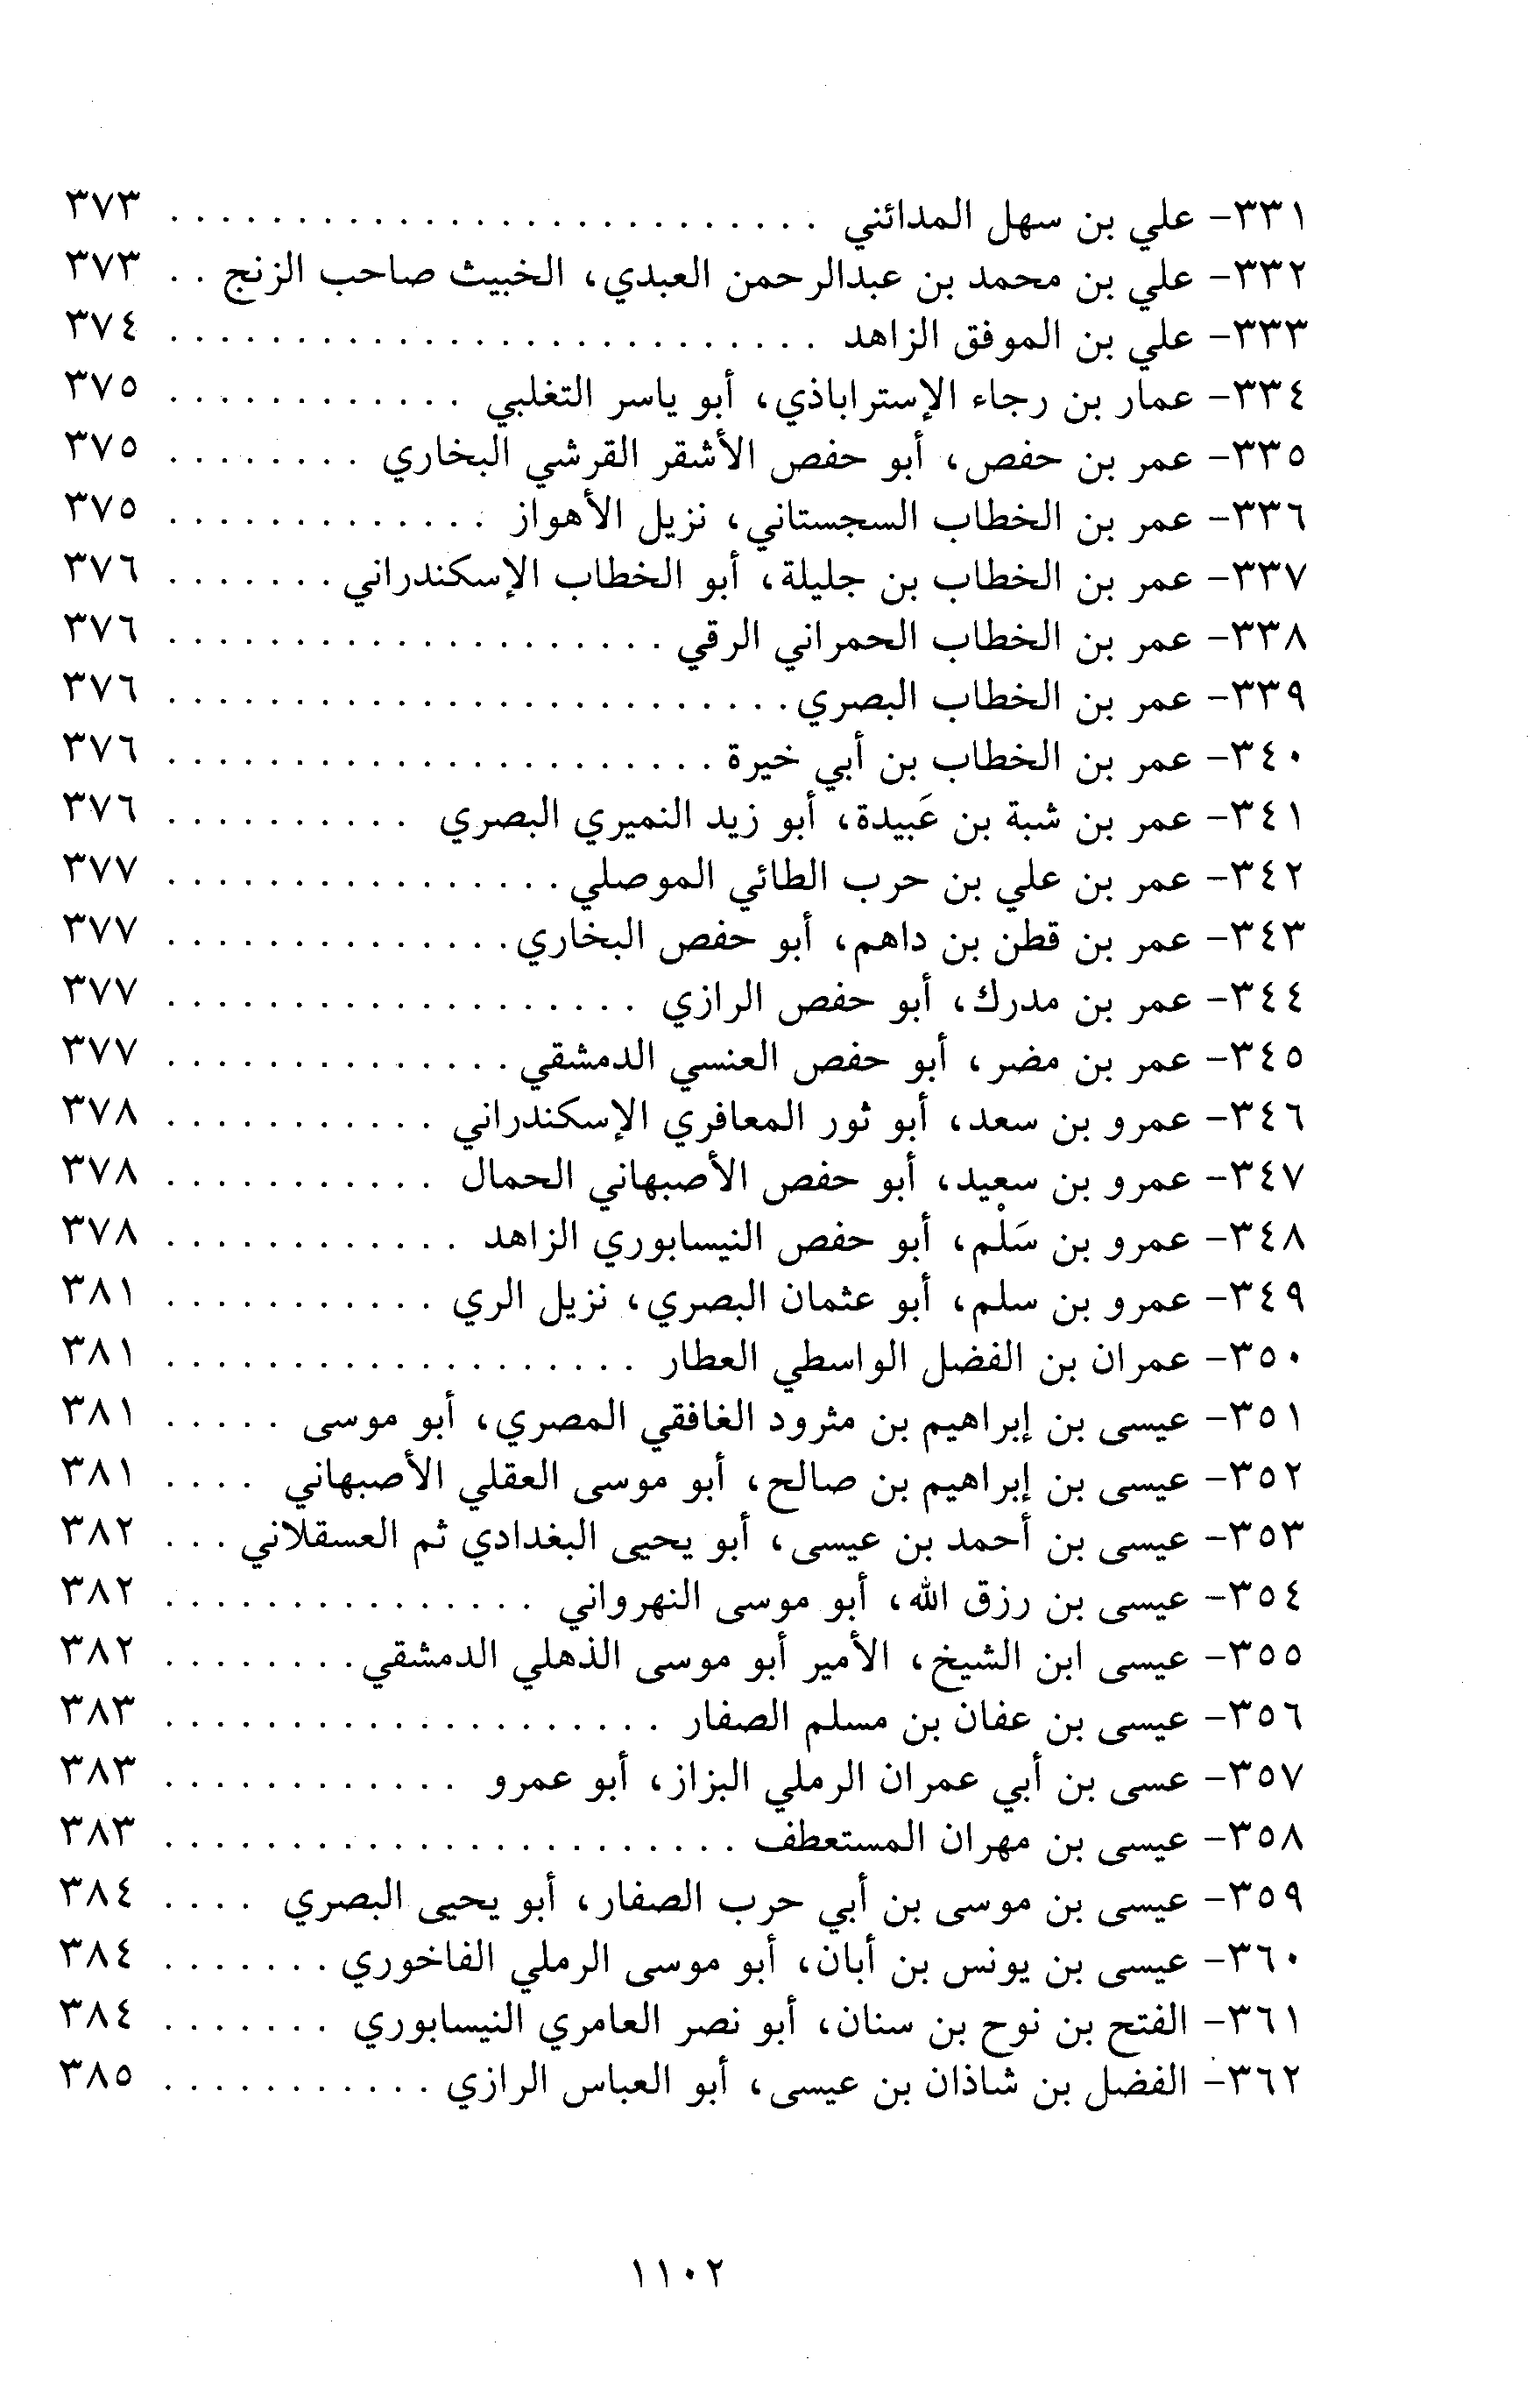 ٣٣١- علي بن سهل المدائني . . . . . . . . . . . . . . . . . . . . . . . . . . ٣٧٣
٣٣٢- علي بن محمد بن عبدالرحمن العبدي، الخبيث صاحب الزنج . . ٣٧٣
٣٣٣- علي بن الموفق الزاهد . . . . . . . . . . . . . . . . . . . . . . . . . . ٣٧٤
٣٣٤- عمار بن رجاء الإستراباذي، أبو ياسر التغلبي . . . . . . . . . . . . ٣٧٥
٣٣٥- عمر بن حفص، أبو حفص الأشقر القرشي البخاري . . . . . . . . ٣٧٥
٣٣٦- عمر بن الخطاب السجستاني، نزيل الأهواز . . . . . . . . . . . . . ٣٧٥
٣٣٧- عمر بن الخطاب بن جليلة، أبو الخطاب الإسكندراني . . . . . . . ٣٧٦
٣٣٨- عمر بن الخطاب الحمراني الرقي . . . . . . . . . . . . . . . . . . . . ٣٧٦
٣٣٩- عمر بن الخطاب البصري . . . . . . . . . . . . . . . . . . . . . . . . . ٣٧٦
٣٤٠- عمر بن الخطاب بن أبي خيرة . . . . . . . . . . . . . . . . . . . . . . ٣٧٦
٣٤١- عمر بن شبة بن عَبيدة، أبو زيد النميري البصري . . . . . . . . . . ٣٧٦
٣٤٢- عمر بن علي بن حرب الطائي الموصلي . . . . . . . . . . . . . . . . ٣٧٧
٣٤٣- عمر بن قطن بن داهم، أبو حفص البخاري . . . . . . . . . . . . . . ٣٧٧
٣٤٤- عمر بن مدرك، أبو حفص الرازي . . . . . . . . . . . . . . . . . . . ٣٧٧
٣٤٥- عمر بن مضر، أبو حفص العنسي الدمشقي . . . . . . . . . . . . . . ٣٧٧
٣٤٦- عمرو بن سعد، أبو ثور المعافري الإسكندراني . . . . . . . . . . . ٣٧٨
٣٤٧- عمرو بن سعيد، أبو حفص الأصبهاني الحمال . . . . . . . . . . . ٣٧٨
٣٤٨- عمرو بن سَلْم، أبو حفص النيسابوري الزاهد . . . . . . . . . . . . ٣٧٨
٣٤٩- عمرو بن سلم، أبو عثمان البصري، نزيل الري . . . . . . . . . . . ٣٨١
٣٥٠- عمران بن الفضل الواسطي العطار . . . . . . . . . . . . . . . . . . . ٣٨١
٣٥١- عيسى بن إبراهيم بن مثرود الغافقي المصري، أبو موسى . . . . . ٣٨١
٣٥٢- عيسى بن إبراهيم بن صالح، أبو موسى العقلي الأصبهاني . . . . ٣٨١
٣٥٣- عيسى بن أحمد بن عيسى، أبو يحيى البغدادي ثم العسقلاني . . . ٣٨٢
٣٥٤- عيسى بن رزق الله، أبو موسى النهرواني . . . . . . . . . . . . . . . ٣٨٢
٣٥٥- عيسى ابن الشيخ، الأمير أبو موسى الذهلي الدمشقي . . . . . . . . ٣٨٢
٣٥٦- عيسى بن عفان بن مسلم الصفار . . . . . . . . . . . . . . . . . . . . ٣٨٣
٣٥٧- عسى بن أبي عمران الرملي البزاز، أبو عمرو . . . . . . . . . . . . ٣٨٣
٣٥٨- عيسى بن مهران المستعطف . . . . . . . . . . . . . . . . . . . . . . . ٣٨٣
٣٥٩- عيسى بن موسى بن أبي حرب الصفار، أبو يحيى البصري . . . . ٣٨٤
٣٦٠- عيسى بن يونس بن أبان، أبو موسى الرملي الفاخوري . . . . . . . ٣٨٤
٣٦١- الفتح بن نوح بن سنان، أبو نصر العامري النيسابوري . . . . . . . ٣٨٤
٣٦٢- الفضل بن شاذان بن عيسى، أبو العباس الرازي . . . . . . . . . . . ٣٨٥
١١٠٢